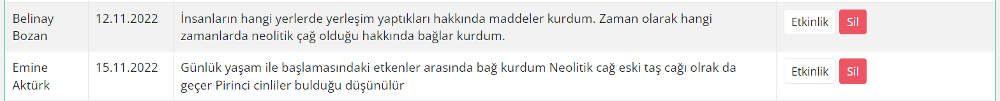 Belinay Bozan
12.11.2022
İnsanların hangi yerlerde yerleşim yaptıkları hakkında maddeler kurdum. Zaman olarak hangi
zamanlarda neolitik çağ olduğu hakkında bağlar kurdum.
Etkinlik
Sil
Emine Aktürk
15.11.2022
Günlük yaşam ile başlamasındaki etkenler arasında bağ kurdum Neolitik cağ eski taş cağı olrak da
geçer Pirinci cinliler bulduğu düşünülür
Etkinlik
Sil